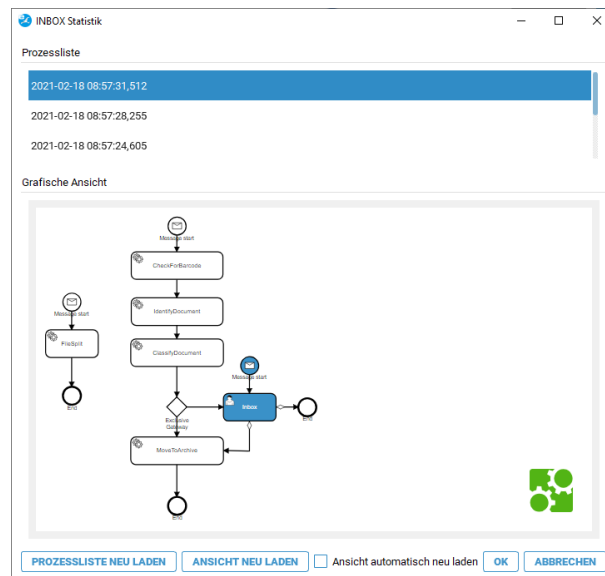 INBOX Statistik
Prozessliste
2021-02-18 08:57:31,512
2021-02-18 08:57:28,255
2021-02-18 08:57:24,605
Grafische Ansicht
Message start
CheckForBarcode
IdentifyDocument
Message start
FileSplit
ClassifyDocument
Message start
End
Inbox
End
Exclusive
Gateway
MoveToArchive
End
PROZESSLISTE NEU LADEN
ANSICHT NEU LADEN
Ansicht automatisch neu laden
OK
ABBRECHEN